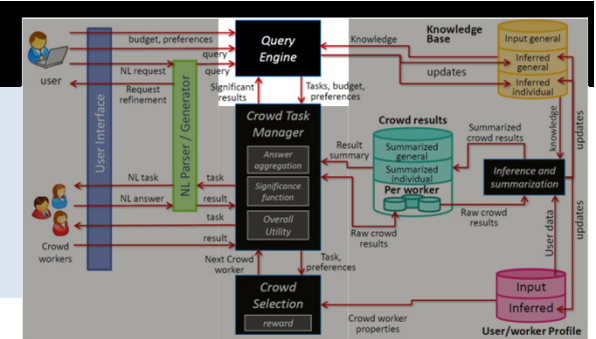 Knowledge
Base
budget, preferences
Query
Engine
Knowledge
Input general
user
query
Inferred
general
NL request
query
updates
Inferred
individual
Request
refinement
Significant
results
Tasks, budget,
preferences
User Interface
NL Parser / Generator
Crowd Task
Manager
Crowd results
Summarized
crowd results
knowledge
updates
Answer
aggregation
Result
summary
Summarized
general
NL task
task
Significance
function
Summarized
individual
Inference and
summarization
NL answer
result
Per worker
task
Overall
Utility
Raw crowd
results
Raw crowd
results
User data
updates
Crowd
workers
result
Next Crowd
worker
Task,
preferences
Crowd
Selection
reward
Input
Inferred
Crowd worker
properties
User/worker Profile